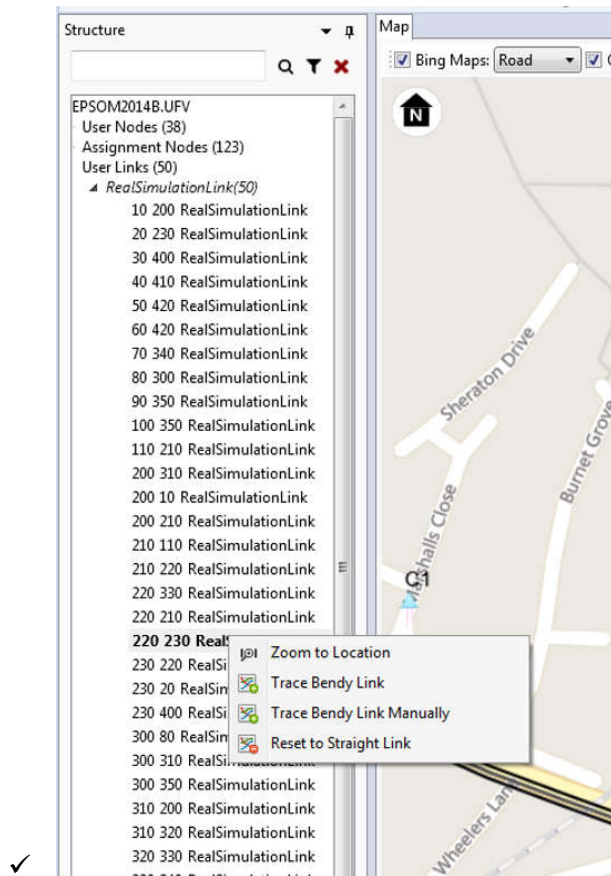 Structure
Map
Bing Maps: Road
N
EPSOM2014B.UFV
User Nodes (38)
Assignment Nodes (123)
User Links (50)
RealSimulationLink(50)
10 200 RealSimulationLink
20 230 RealSimulationLink
30 400 RealSimulationLink
40 410 RealSimulationLink
50 420 RealSimulationLink
60 420 RealSimulationLink
70 340 RealSimulationLink
80 300 RealSimulationLink
90 350 RealSimulationLink
100 350 RealSimulationLink
110 210 RealSimulationLink
200 310 RealSimulationLink
200 10 RealSimulationLink
200 210 RealSimulationLink
210 110 RealSimulationLink
210 220 RealSimulationLink
220 330 RealSimulationLink
220 210 RealSimulationLink
220 230 Real
230 220 RealSi
230 20 RealSi
230 400 RealSi
300 80 RealSi
300 310
300 350 RealSimulationLink
310 200 RealSimulationLink
310 320 RealSimulationLink
320 330 RealSimulationLink
Zoom to Location
Trace Bendy Link
Trace Bendy Link Manually
Reset to Straight Link
Sheraton Drive
Burnet Grove
Marshalls Close
C1
Wheelers Lan